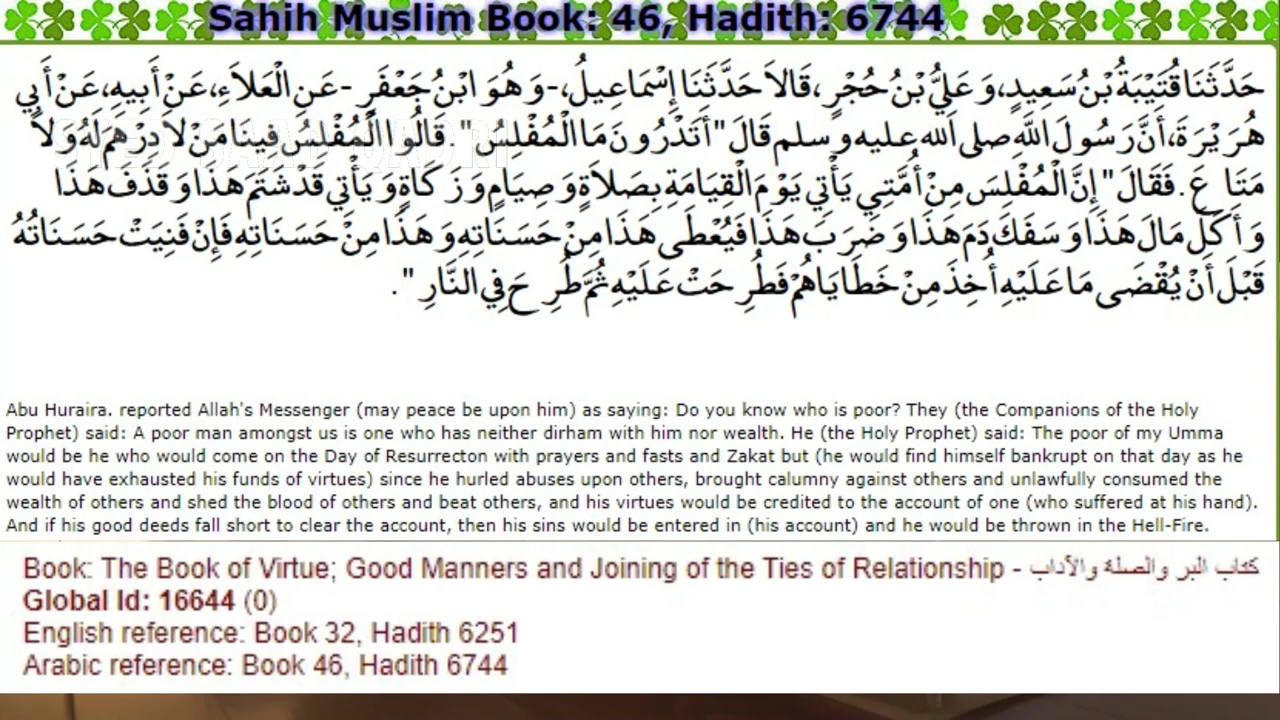 Sahih Muslim Book: 46, Hadith: 6744
حَدَّثَنَا قُتَيْبَةُ بْنُ سَعِيدٍ، وَعَلِيُّ بْنُ حُجْرٍ، قَالاَ حَدَّثَنَا إِسْمَاعِيلُ، - وَهُوَ ابْنُ جَعْفَرٍ - عَنِ الْعَلاَءِ، عَنْ أَبِيهِ، عَنْ أَبِي
هُرَيْرَةَ، أَنَّ رَسُولَ اللَّهِ صلى الله عليه وسلم قَالَ " أَتَدْرُونَ مَا الْمُفْلِسُ " . قَالُوا الْمُفْلِسُ فِينَا مَنْ لاَ دِرْهَمَ لَهُ وَلاَ
مَتَاعَ . فَقَالَ " إِنَّ الْمُفْلِسَ مِنْ أُمَّتِي يَأْتِي يَوْمَ الْقِيَامَةِ بِصَلاَةٍ وَصِيَامٍ وَزَكَاةٍ وَيَأْتِي قَدْ شَتَمَ هَذَا وَقَذَفَ هَذَا
وَأَكَلَ مَالَ هَذَا وَسَفَكَ دَمَ هَذَا وَضَرَبَ هَذَا فَيُعْطَى هَذَا مِنْ حَسَنَاتِهِ وَهَذَا مِنْ حَسَنَاتِهِ فَإِنْ فَنِيَتْ حَسَنَاتُهُ
قَبْلَ أَنْ يُقْضَى مَا عَلَيْهِ أُخِذَ مِنْ خَطَايَاهُمْ فَطُرِحَتْ عَلَيْهِ ثُمَّ طُرِحَ فِي النَّارِ " .
Abu Huraira. reported Allah's Messenger (may peace be upon him) as saying: Do you know who is poor? They (the Companions of the Holy
Prophet) said: A poor man amongst us is one who has neither dirham with him nor wealth. He (the Holy Prophet) said: The poor of my Umma
would be he who would come on the Day of Resurrecton with prayers and fasts and Zakat but (he would find himself bankrupt on that day as he
would have exhausted his funds of virtues) since he hurled abuses upon others, brought calumny against others and unlawfully consumed the
wealth of others and shed the blood of others and beat others, and his virtues would be credited to the account of one (who suffered at his hand).
And if his good deeds fall short to clear the account, then his sins would be entered in (his account) and he would be thrown in the Hell-Fire.
Book: The Book of Virtue; Good Manners and Joining of the Ties of Relationship - كتاب البر والصلة والآداب
Global Id: 16644 (0)
English reference: Book 32, Hadith 6251
Arabic reference: Book 46, Hadith 6744